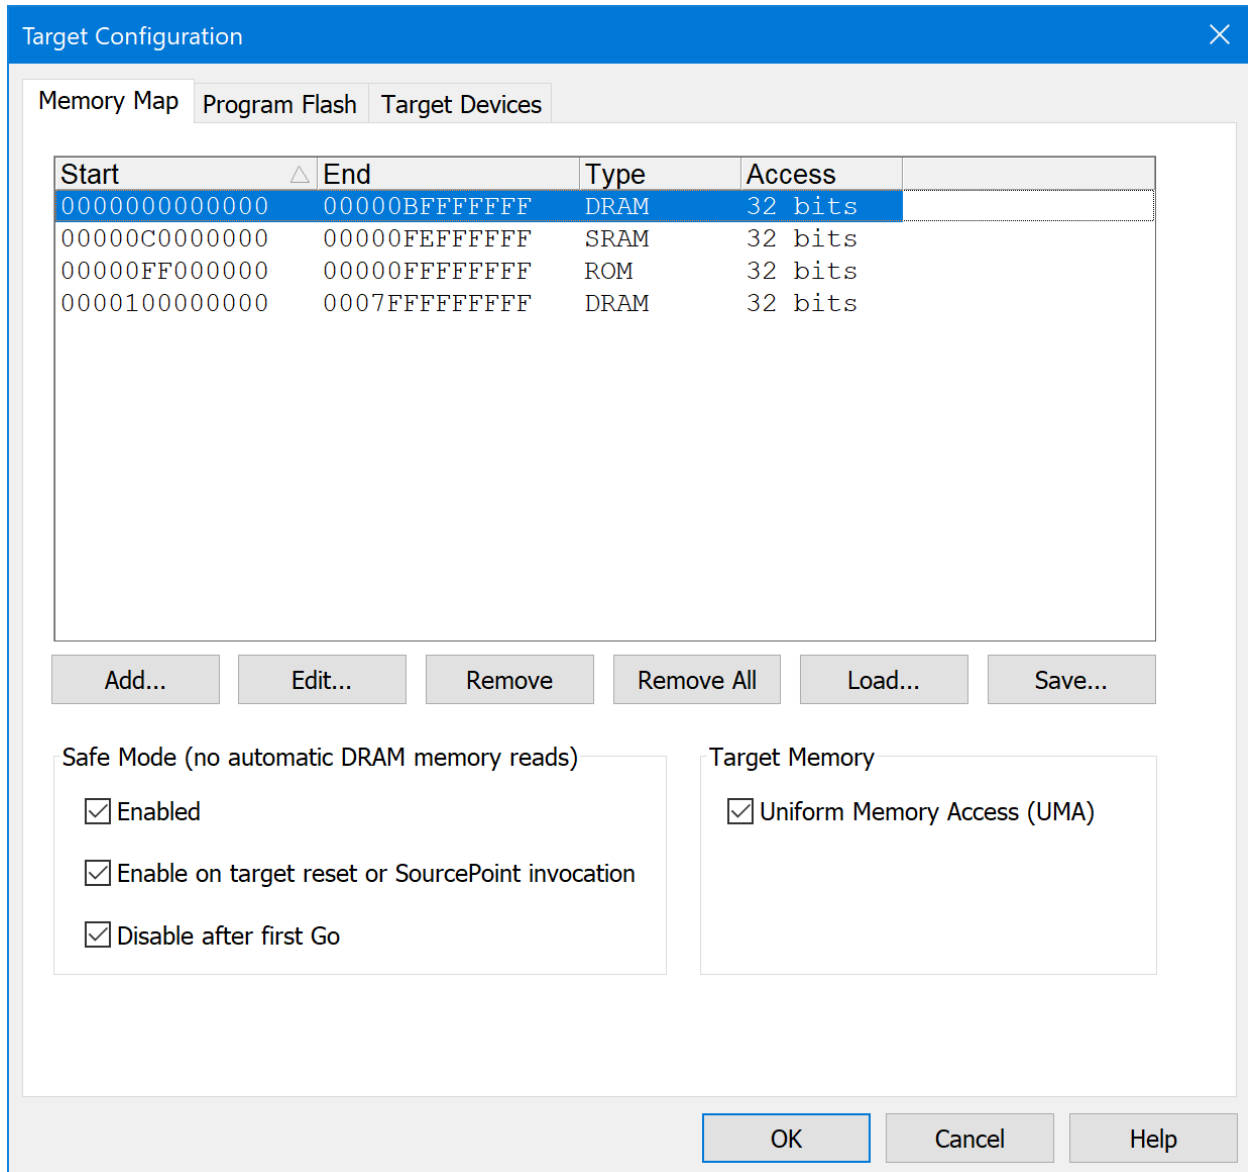 Target Configuration
Memory Map Program Flash Target Devices
Start End Type Access
0000000000000 00000BFFFFFFF DRAM 32 bits
00000C0000000 00000FEFFFFFF SRAM 32 bits
00000FF000000 00000FFFFFFFF ROM 32 bits
0000100000000 0007FFFFFFFFF DRAM 32 bits
Add... Edit... Remove Remove All Load... Save...
Safe Mode (no automatic DRAM memory reads) Target Memory
Enabled Uniform Memory Access (UMA)
Enable on target reset or SourcePoint invocation
Disable after first Go
OK Cancel Help